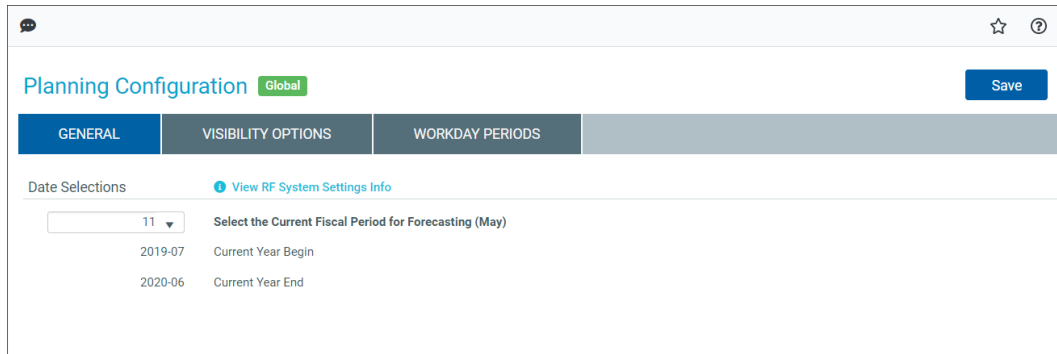 Planning Configuration Global
Save
GENERAL VISIBILITY OPTIONS WORKDAY PERIODS
Date Selections View RF System Settings Info
11 Select the Current Fiscal Period for Forecasting (May)
2019-07 Current Year Begin
2020-06 Current Year End